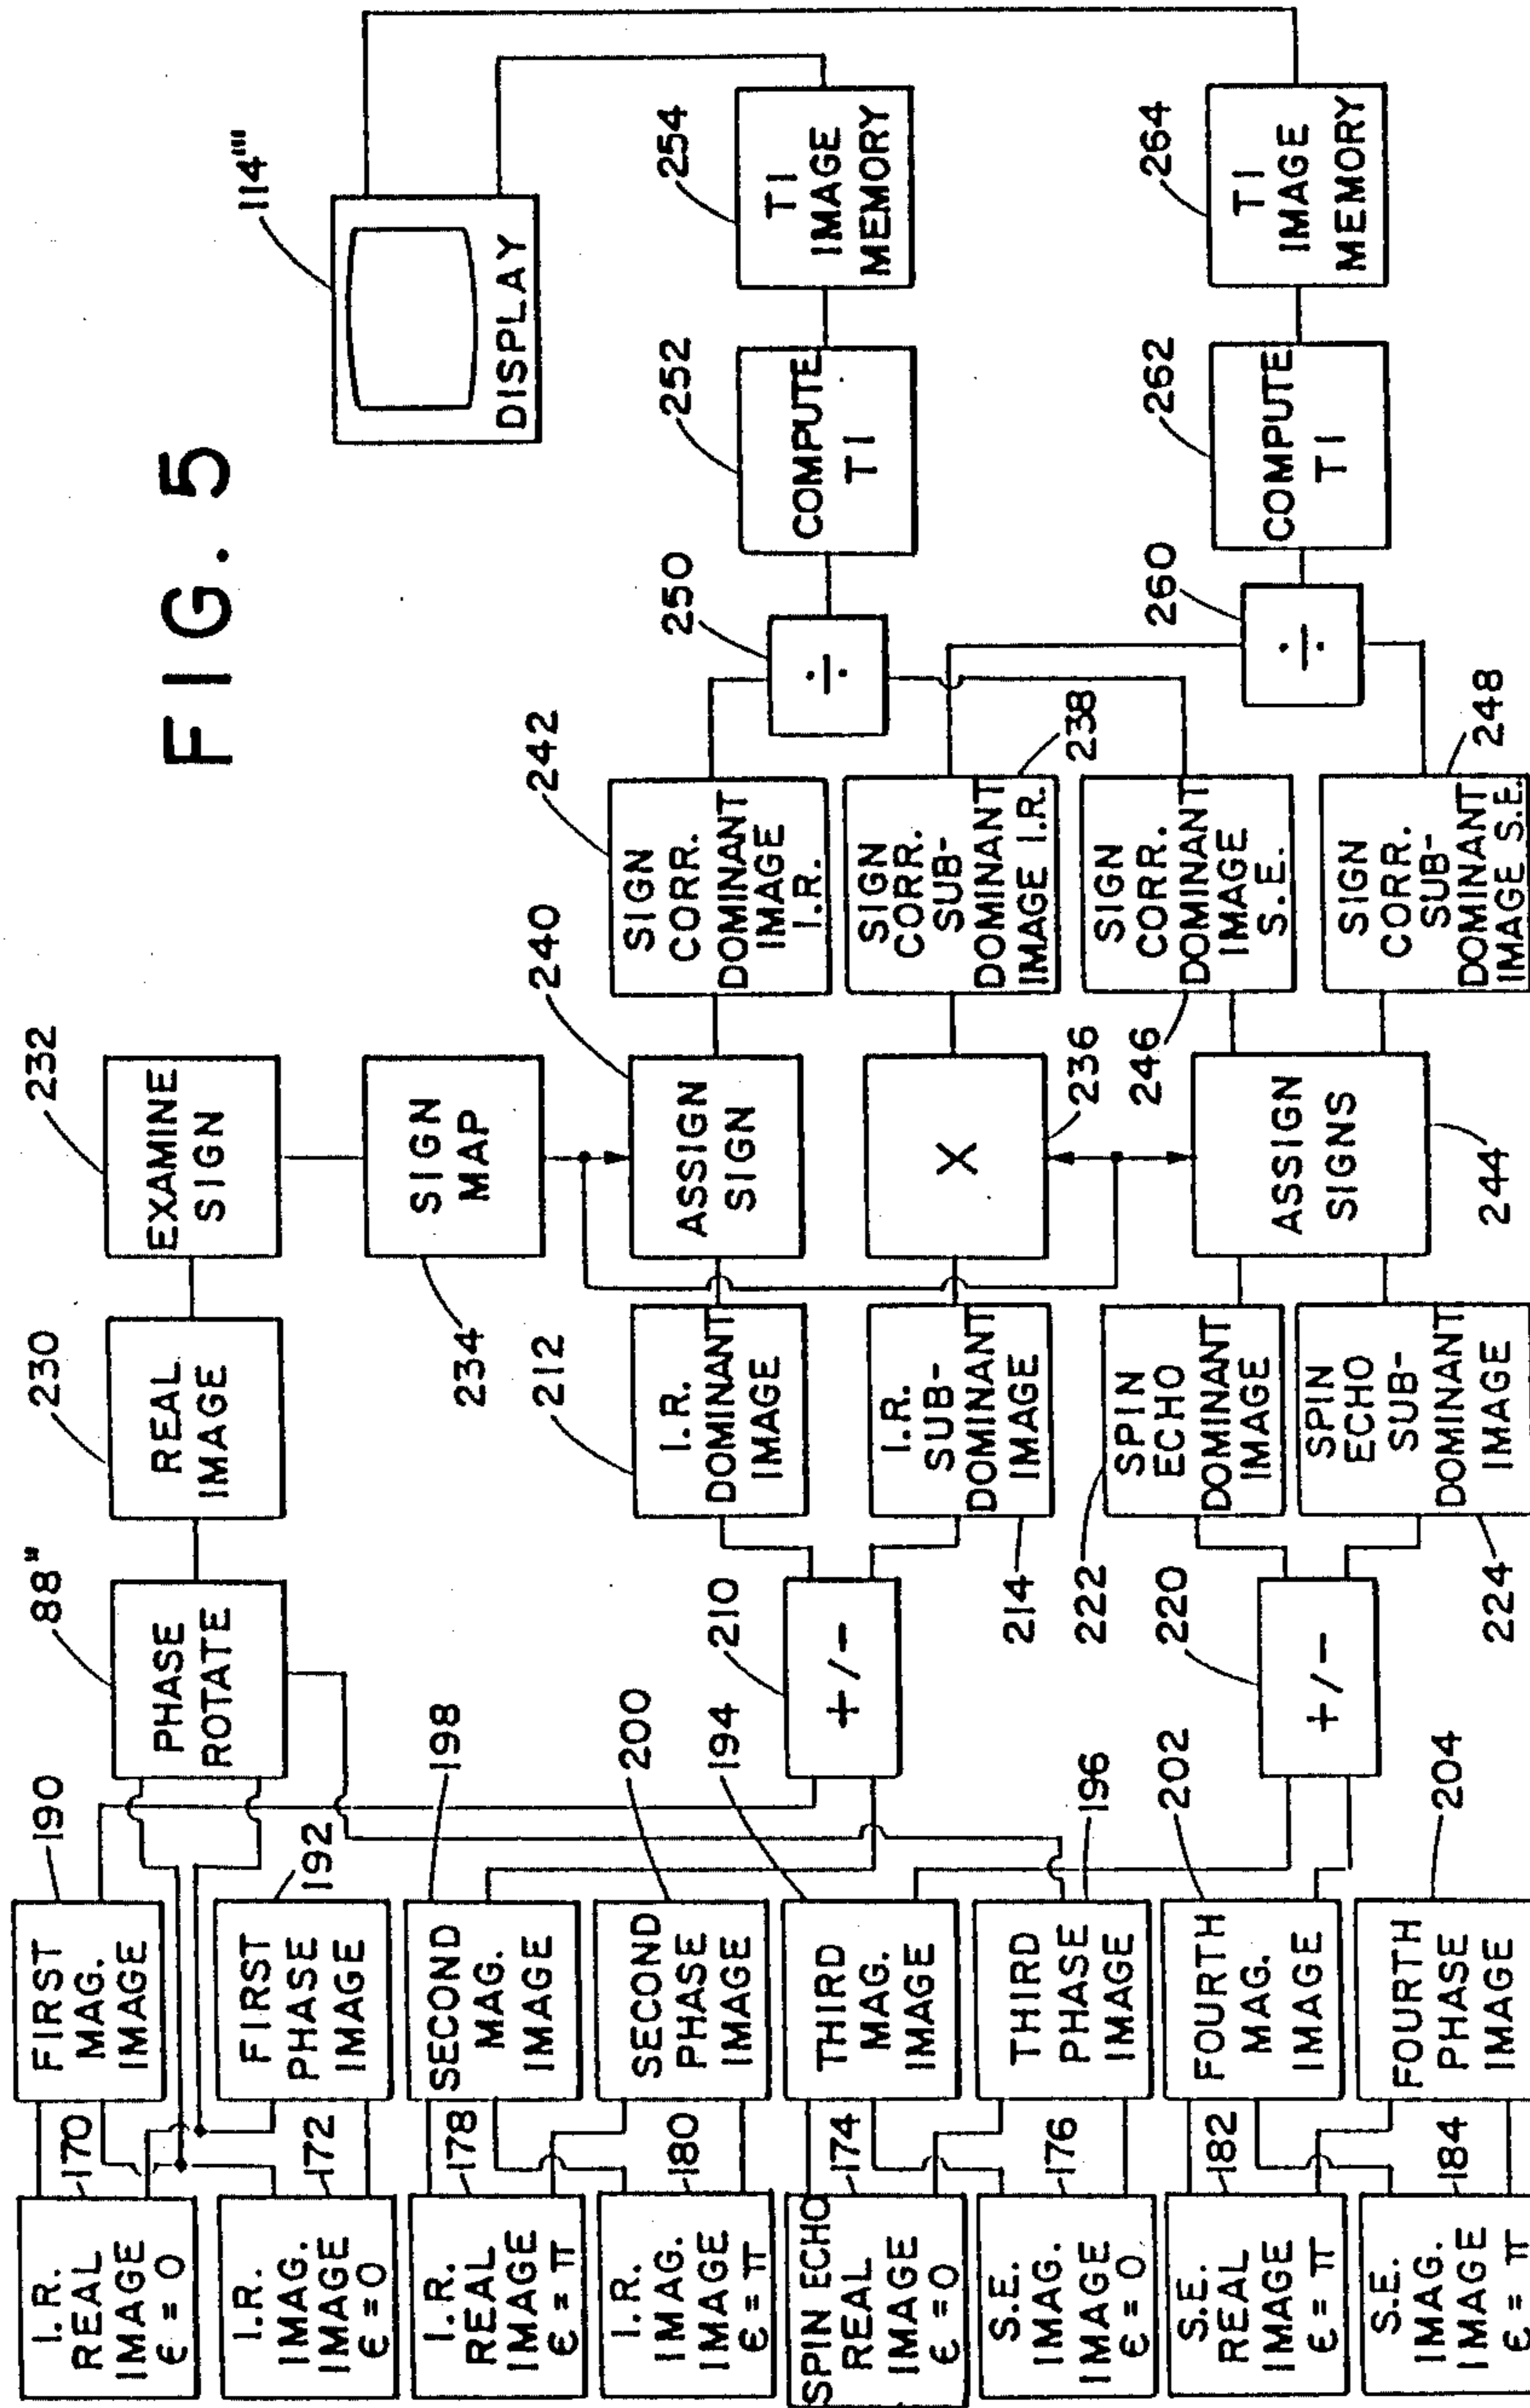 FIG. 5
I.R.
REAL
IMAGE
ϵ = 0
170
I.R.
IMAG.
IMAGE
ϵ = 0
172
I.R.
REAL
IMAGE
ϵ = π
178
I.R.
IMAG.
IMAGE
ϵ = π
180
SPIN ECHO
REAL
IMAGE
ϵ = 0
174
S.E.
IMAG.
IMAGE
ϵ = 0
176
S.E.
REAL
IMAGE
ϵ = π
182
S.E.
IMAG.
IMAGE
ϵ = π
184
FIRST
MAG.
IMAGE
190
FIRST
PHASE
IMAGE
192
SECOND
MAG.
IMAGE
198
SECOND
PHASE
IMAGE
200
THIRD
MAG.
IMAGE
194
THIRD
PHASE
IMAGE
196
FOURTH
MAG.
IMAGE
202
FOURTH
PHASE
IMAGE
204
PHASE
ROTATE
88"
+/-
210
+/-
220
REAL
IMAGE
230
I.R.
DOMINANT
IMAGE
212
I.R.
SUB-
DOMINANT
IMAGE
214
SPIN
ECHO
DOMINANT
IMAGE
222
SPIN
ECHO
SUB-
DOMINANT
IMAGE
224
EXAMINE
SIGN
232
SIGN
MAP
234
ASSIGN
SIGN
240
X
236
ASSIGN
SIGNS
244
SIGN
CORR.
DOMINANT
IMAGE
I.R.
242
SIGN
CORR.
SUB-
DOMINANT
IMAGE I.R.
238
SIGN
CORR.
DOMINANT
IMAGE
S.E.
246
SIGN
CORR.
SUB-
DOMINANT
IMAGE S.E.
248
÷
250
÷
260
COMPUTE
T1
252
COMPUTE
T1
262
T1
IMAGE
MEMORY
254
T1
IMAGE
MEMORY
264
DISPLAY
114'''